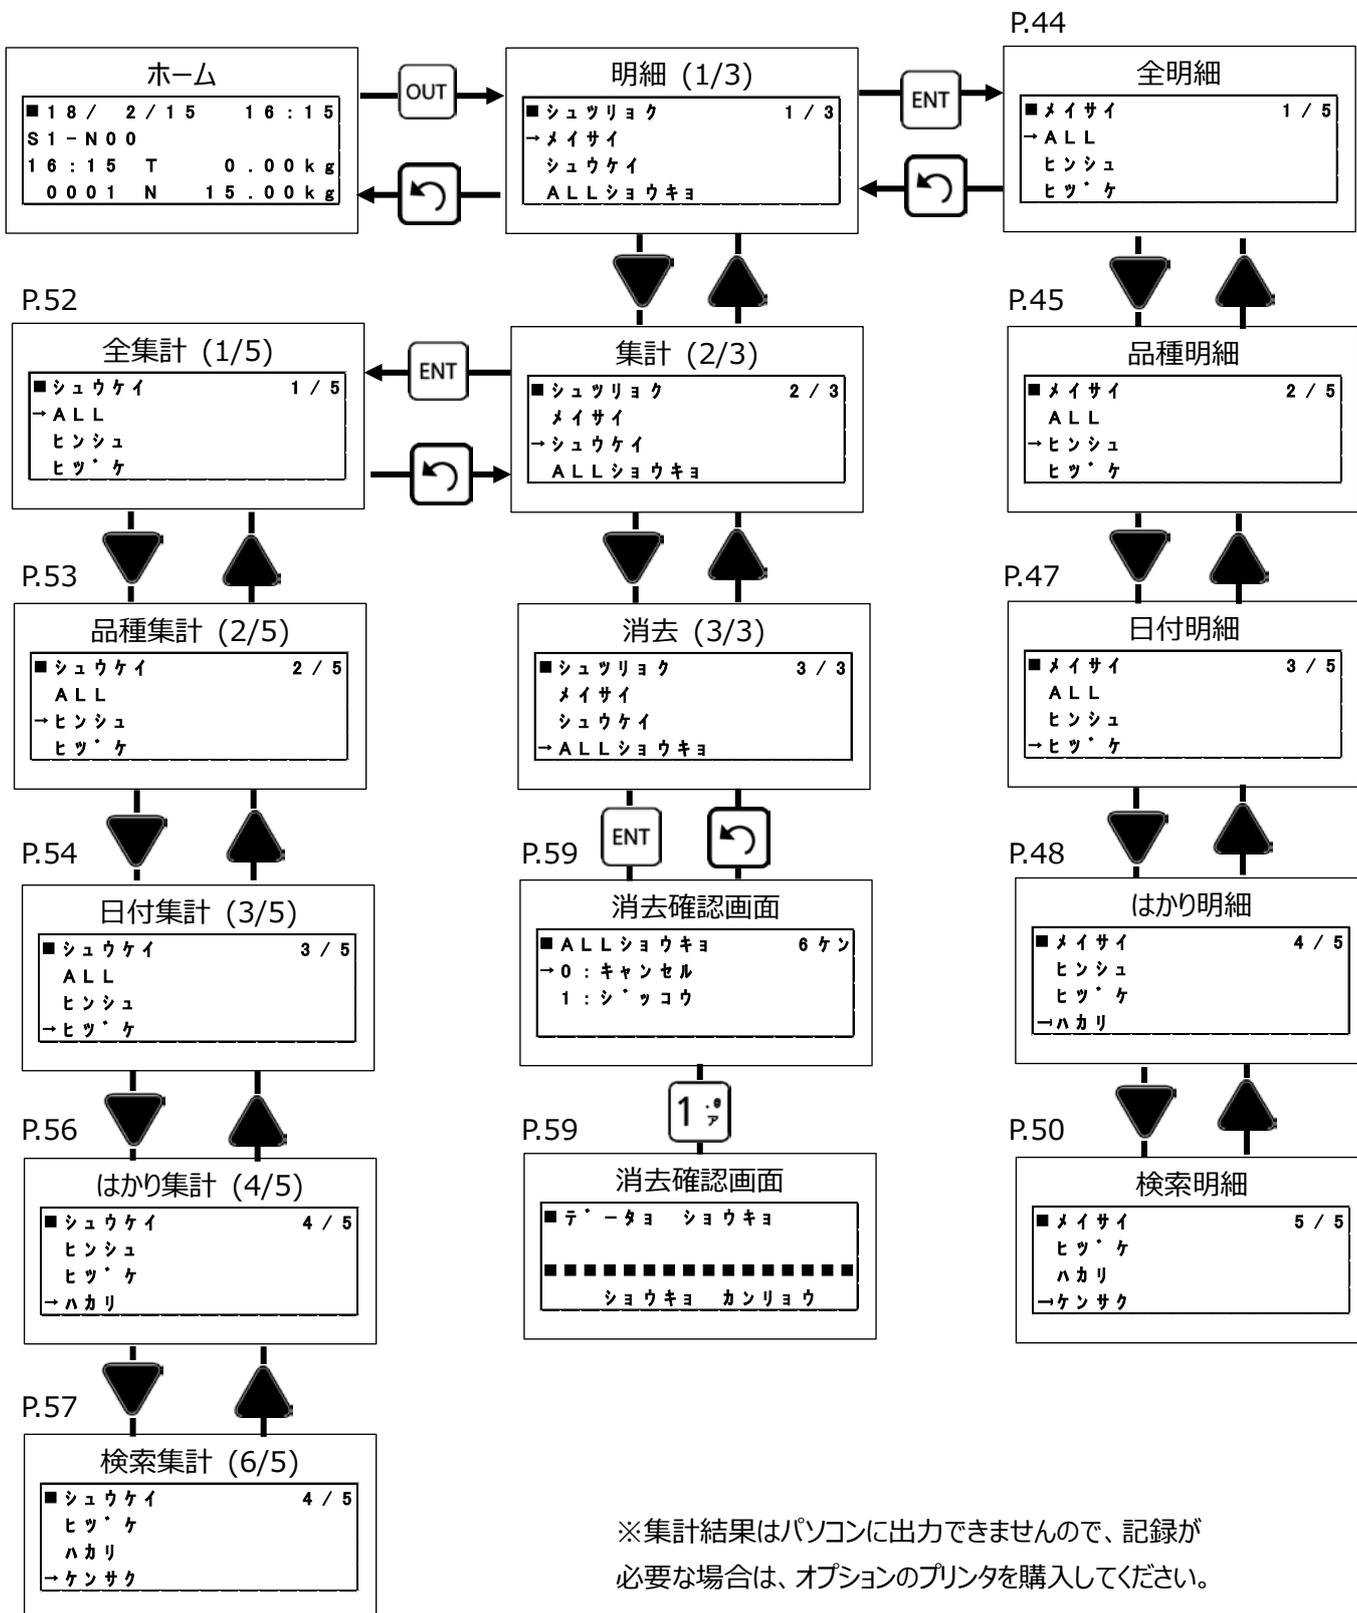 P.44
ホーム
■18/ 2/15 16:15
S1-N00
16:15 T 0.00kg
0001 N 15.00kg
OUT
明細 (1/3)
■シュツリョク 1/3
→メイサイ
シュウケイ
ALLショウキョ
ENT
全明細
■メイサイ 1/5
→ALL
ヒンシュ
ヒヅケ
P.52
全集計 (1/5)
■シュウケイ 1/5
→ALL
ヒンシュ
ヒヅケ
ENT
集計 (2/3)
■シュツリョク 2/3
メイサイ
→シュウケイ
ALLショウキョ
P.45
品種明細
■メイサイ 2/5
ALL
→ヒンシュ
ヒヅケ
P.53
品種集計 (2/5)
■シュウケイ 2/5
ALL
→ヒンシュ
ヒヅケ
消去 (3/3)
■シュツリョク 3/3
メイサイ
シュウケイ
→ALLショウキョ
P.47
日付明細
■メイサイ 3/5
ALL
ヒンシュ
→ヒヅケ
P.54
日付集計 (3/5)
■シュウケイ 3/5
ALL
ヒンシュ
→ヒヅケ
ENT
P.59
消去確認画面
■ALLショウキョ 6ケン
→0:キャンセル
1:ジッコウ
P.48
はかり明細
■メイサイ 4/5
ヒンシュ
ヒヅケ
→ハカリ
P.56
はかり集計 (4/5)
■シュウケイ 4/5
ヒンシュ
ヒヅケ
→ハカリ
1 .@ ア
P.59
消去確認画面
■データョ ショウキョ
■■■■■■■■■■■■■■■■
ショウキョ カンリョウ
P.50
検索明細
■メイサイ 5/5
ヒヅケ
ハカリ
→ケンサク
P.57
検索集計 (6/5)
■シュウケイ 4/5
ヒヅケ
ハカリ
→ケンサク
※集計結果はパソコンに出力できませんので、記録が
必要な場合は、オプションのプリンタを購入してください。